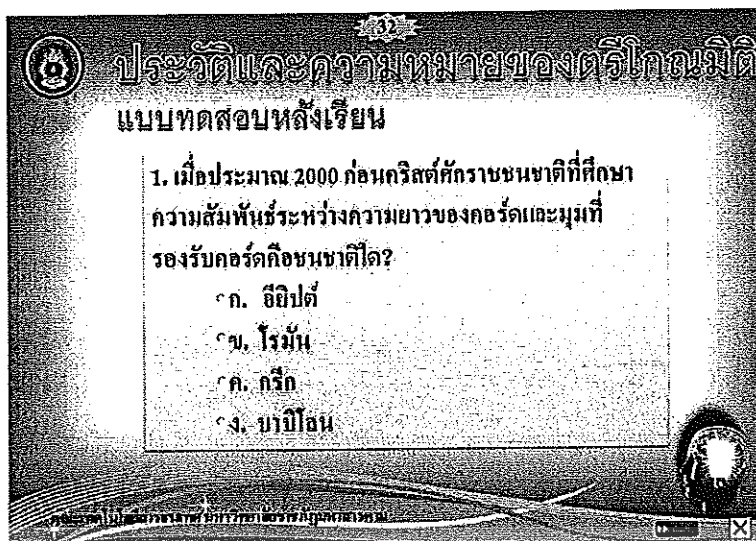 32
ประวัติและความหมายของตรีโกณมิติ
แบบทดสอบหลังเรียน
1. เมื่อประมาณ 2000 ก่อนคริสต์ศักราชชนชาติที่ศึกษา
ความสัมพันธ์ระหว่างความยาวของคอร์ดและมุมที่
รองรับคอร์ดคือชนชาติใด?
ก. อียิปต์
ข. โรมัน
ค. กรีก
ง. บาบิโลน